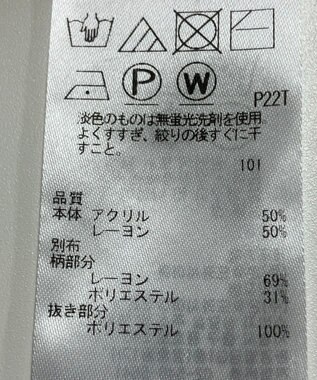 P W
P22T
淡色のものは無蛍光洗剤を使用
よくすすぎ、絞りの後すぐに干
すこと。
101
品質
本体 アクリル 50%
レーヨン 50%
別布
柄部分
レーヨン 69%
ポリエステル 31%
抜き部分
ポリエステル 100%